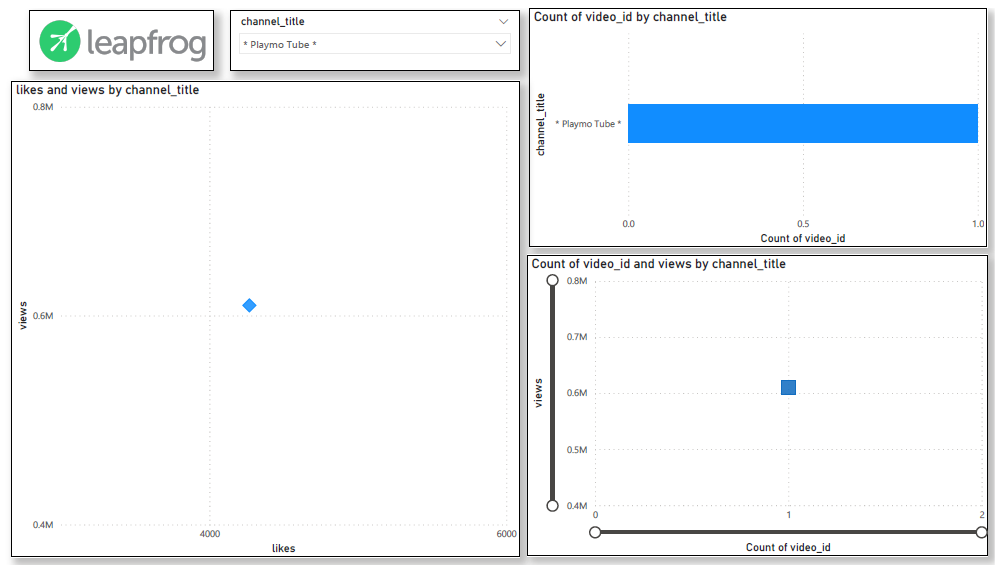 leapfrog
channel_title
* Playmo Tube *
likes and views by channel_title
0.8M
0.6M
0.4M
views
4000
6000
likes
Count of video_id by channel_title
channel_title
* Playmo Tube *
0.0
0.5
1.0
Count of video_id
Count of video_id and views by channel_title
0.8M
0.7M
0.6M
0.5M
0.4M
views
0
1
2
Count of video_id